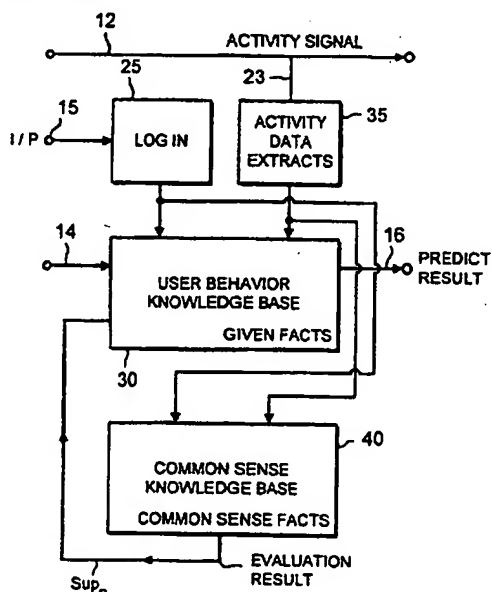 12
ACTIVITY SIGNAL
25
23
15
I/P
LOG IN
35
ACTIVITY
DATA
EXTRACTS
14
16
PREDICT
RESULT
USER BEHAVIOR
KNOWLEDGE BASE
GIVEN FACTS
30
40
COMMON SENSE
KNOWLEDGE BASE
COMMON SENSE FACTS
EVALUATION
RESULT
Supn